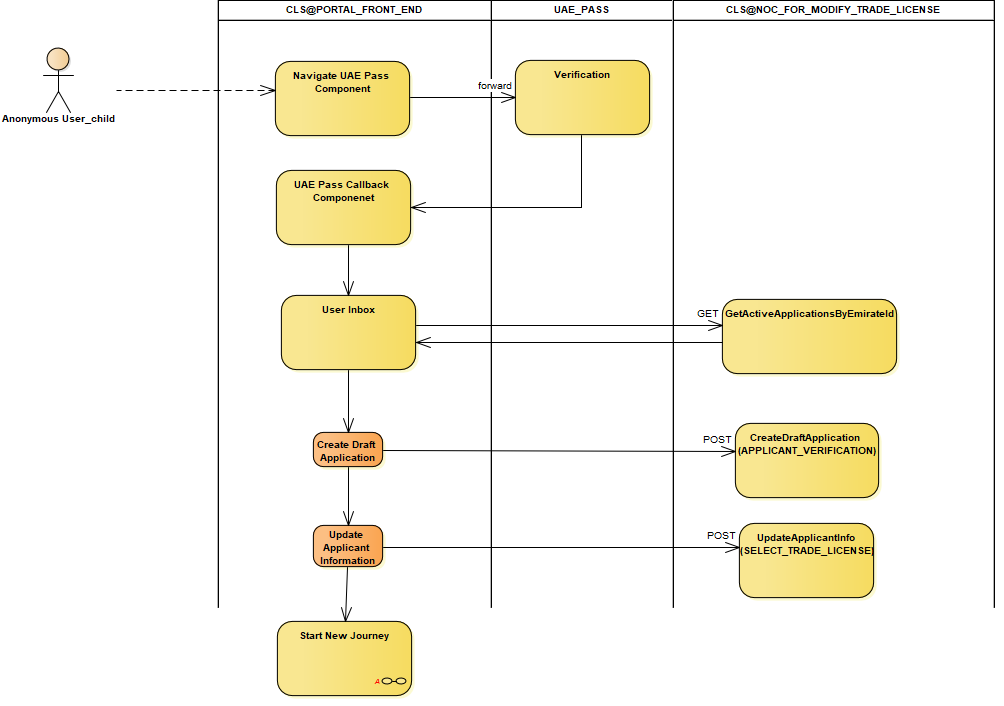 CLS@PORTAL_FRONT_END
UAE_PASS
CLS@NOC_FOR_MODIFY_TRADE_LICENSE
Anonymous User_child
Navigate UAE Pass
Component
forward
Verification
UAE Pass Callback
Componenet
User Inbox
GET
GetActiveApplicationsByEmirateId
Create Draft
Application
POST
CreateDraftApplication
(APPLICANT_VERIFICATION)
Update
Applicant
Information
POST
UpdateApplicantInfo
(SELECT_TRADE_LICENSE)
Start New Journey
A